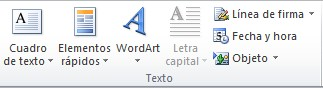 Cuadro
de texto
Elementos
rápidos
WordArt
Letra
capital
Línea de firma
Fecha y hora
Objeto
Texto